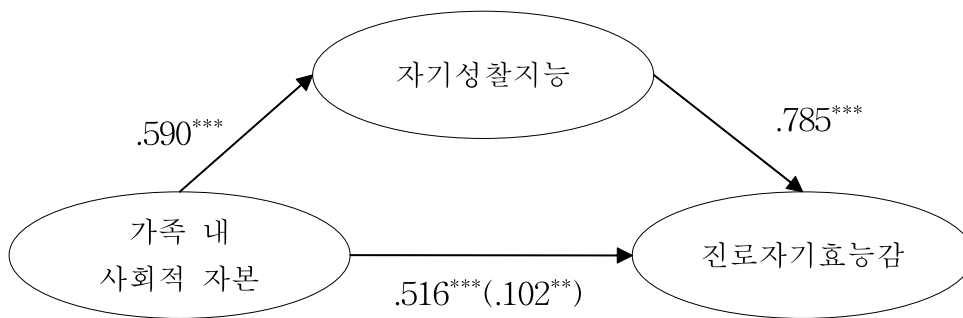 자기성찰지능
.590***
.785***
가족 내
사회적 자본
진로자기효능감
.516***(.102**)